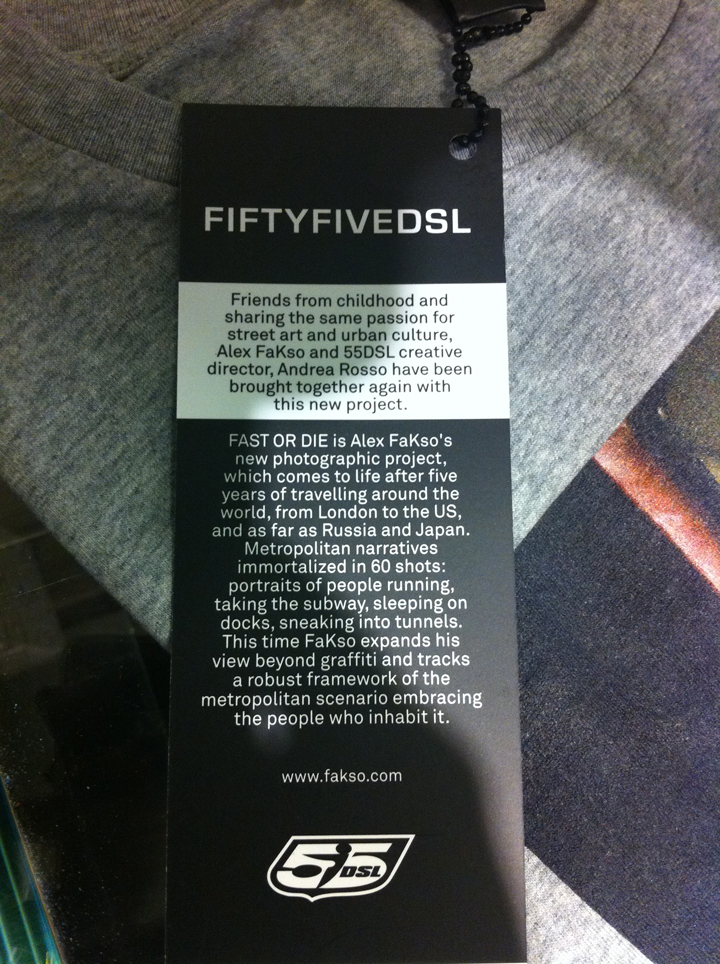 FIFTYFIVEDSL
Friends from childhood and
sharing the same passion for
street art and urban culture,
Alex FaKso and 55DSL creative
director, Andrea Rosso have been
brought together again with
this new project.
FAST OR DIE is Alex FaKso's
new photographic project,
which comes to life after five
years of travelling around the
world, from London to the US,
and as far as Russia and Japan.
Metropolitan narratives
immortalized in 60 shots:
portraits of people running,
taking the subway, sleeping on
docks, sneaking into tunnels.
This time FaKso expands his
view beyond graffiti and tracks
a robust framework of the
metropolitan scenario embracing
the people who inhabit it.
www.fakso.com
55DSL